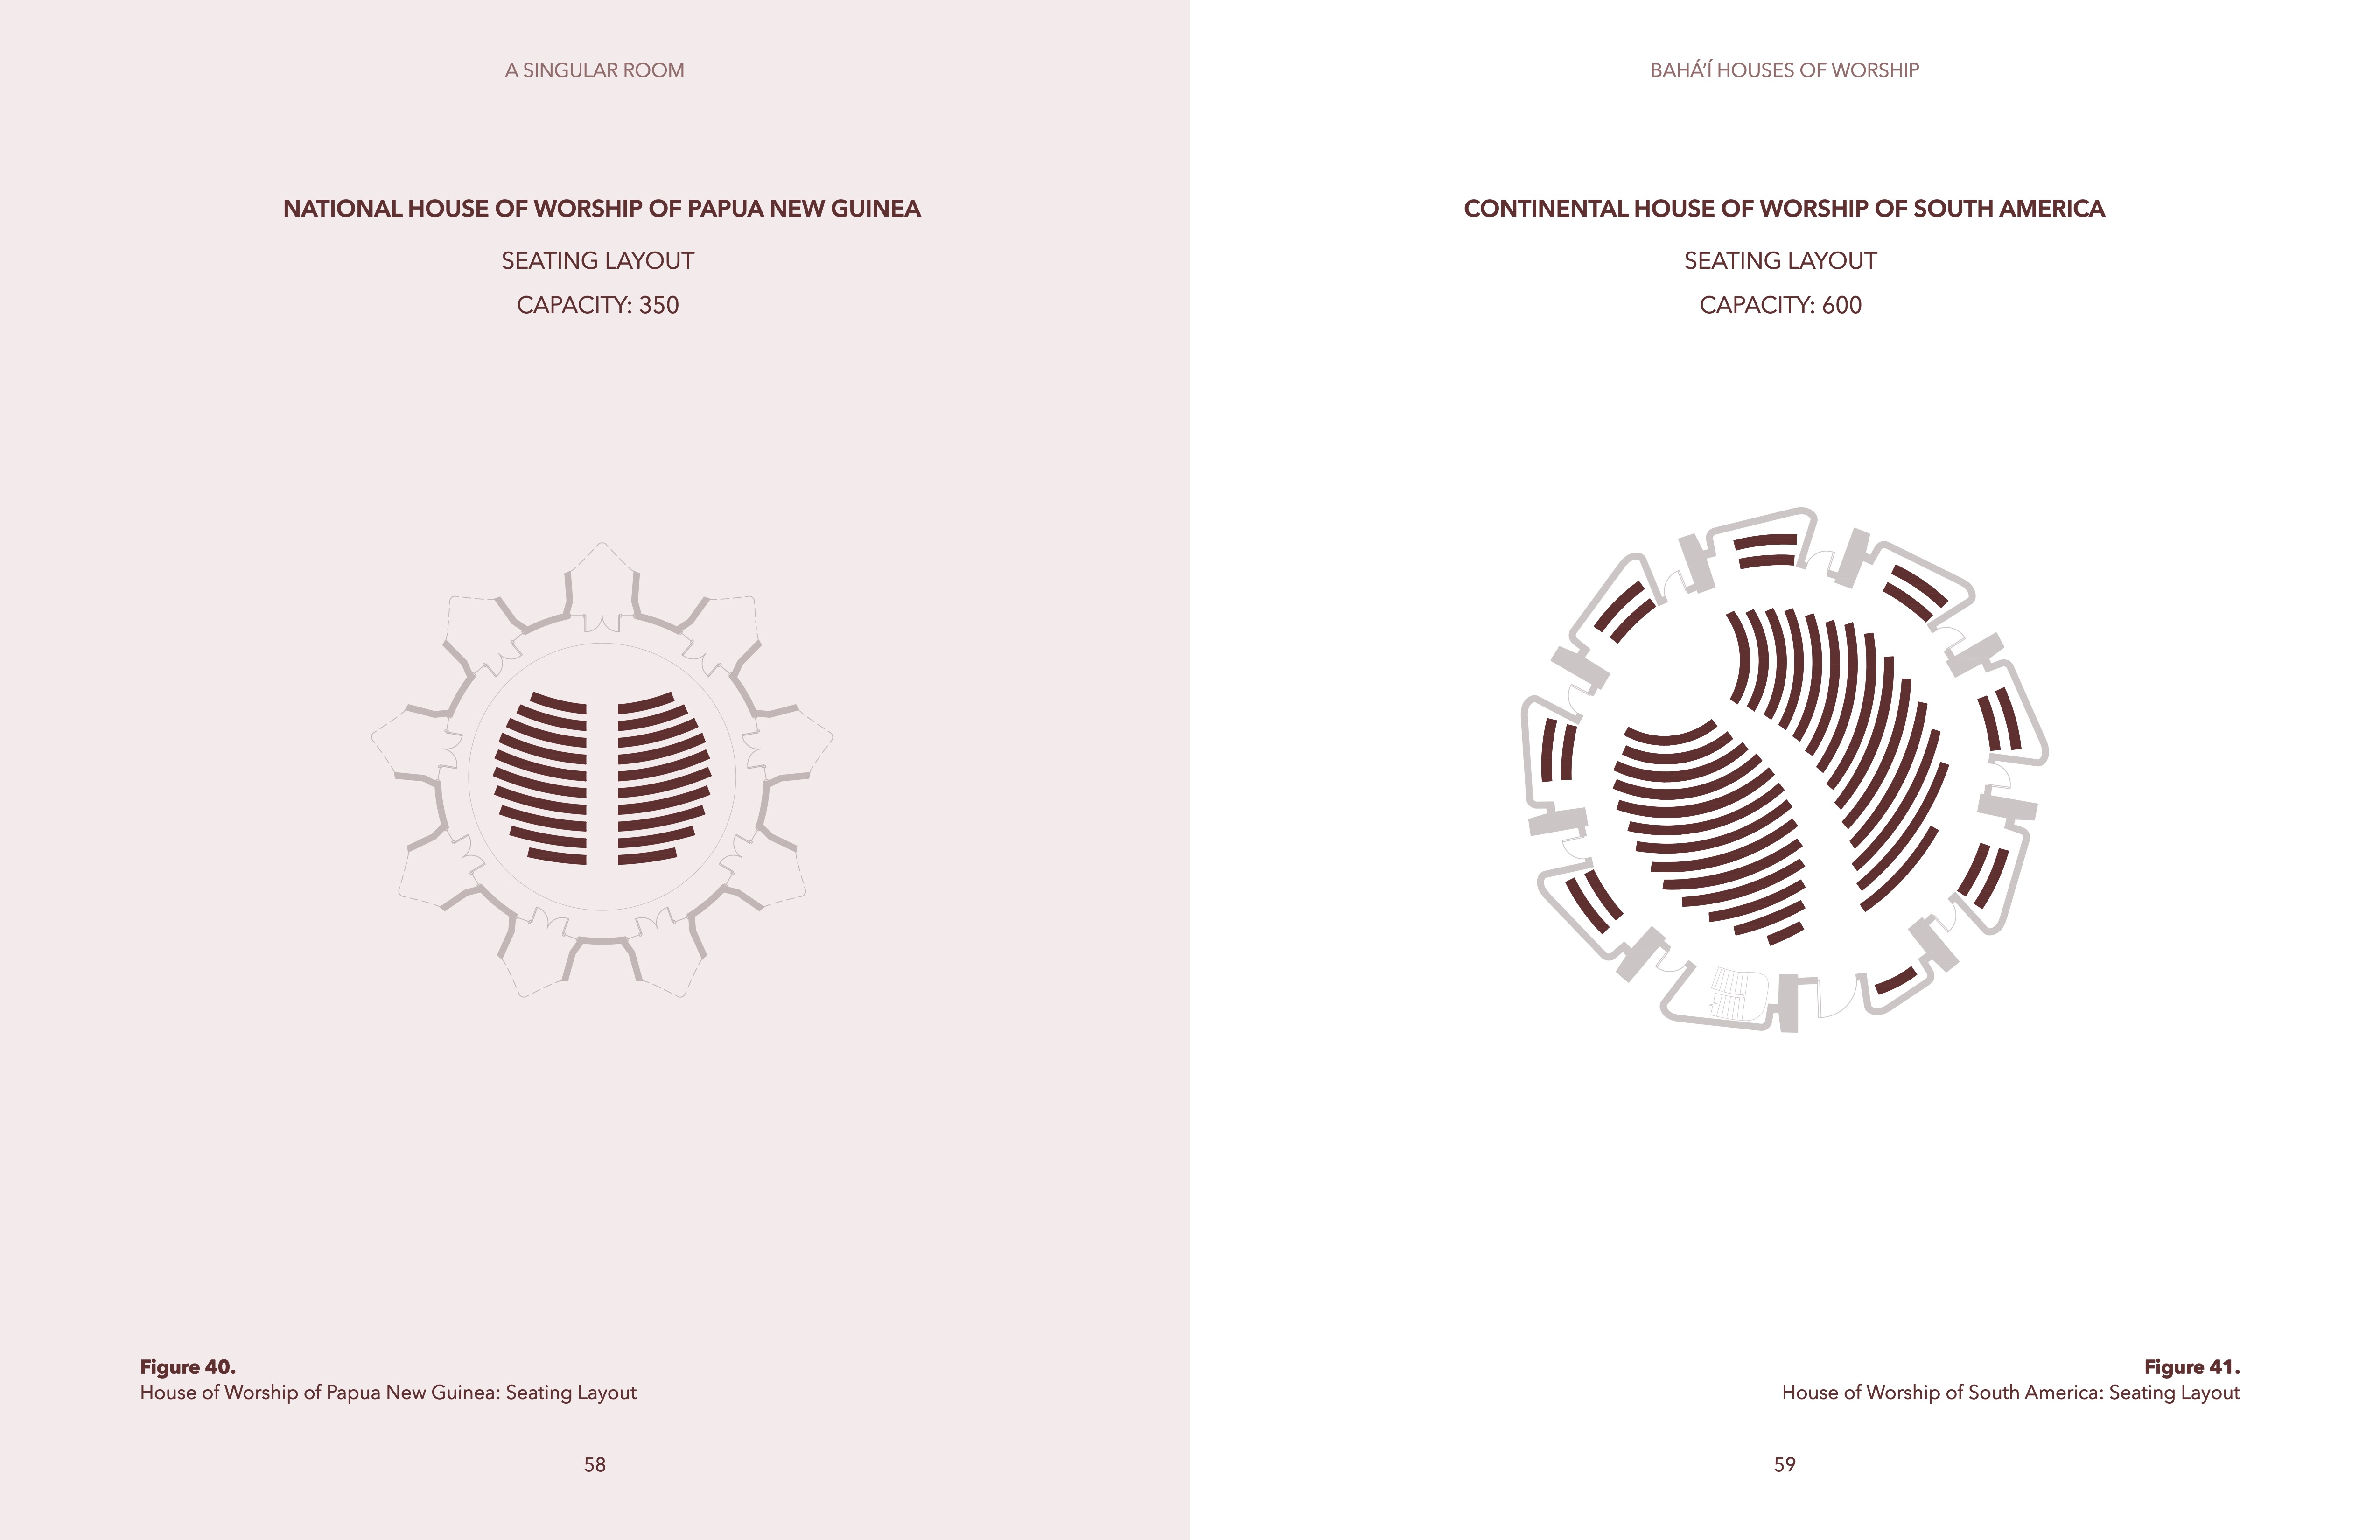 A SINGULAR ROOM
NATIONAL HOUSE OF WORSHIP OF PAPUA NEW GUINEA
SEATING LAYOUT
CAPACITY: 350
Figure 40.
House of Worship of Papua New Guinea: Seating Layout
58
BAHÁ’Í HOUSES OF WORSHIP
CONTINENTAL HOUSE OF WORSHIP OF SOUTH AMERICA
SEATING LAYOUT
CAPACITY: 600
Figure 41.
House of Worship of South America: Seating Layout
59